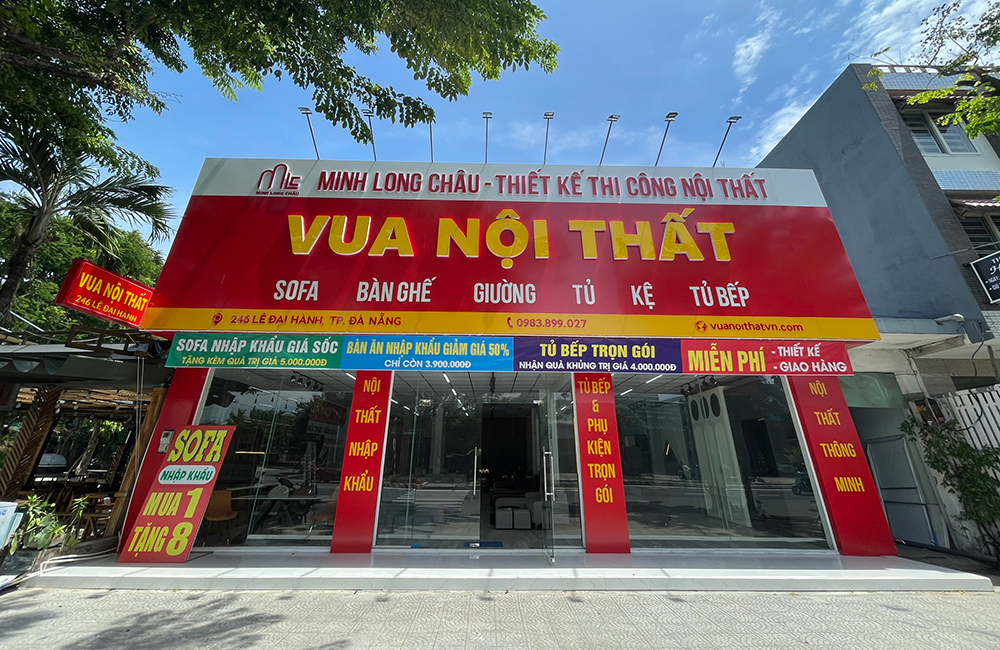 MLC
MINH LONG CHÂU
MINH LONG CHÂU - THIẾT KẾ THI CÔNG NỘI THẤT
VUA NỘI THẤT
SOFA BÀN GHẾ GIƯỜNG TỦ KỆ TỦ BẾP
246 LÊ ĐẠI HÀNH, TP. ĐÀ NẴNG
0983.899.027
vuanoithatvn.com
VUA NỘI THẤT
246 LÊ ĐẠI HÀNH
SOFA NHẬP KHẨU GIÁ SỐC
TẶNG KÈM QUÀ TRỊ GIÁ 5.000.000Đ
BÀN ĂN NHẬP KHẨU GIẢM GIÁ 50%
CHỈ CÒN 3.900.000Đ
TỦ BẾP TRỌN GÓI
NHẬN QUÀ KHỦNG TRỊ GIÁ 4.000.000Đ
MIỄN PHÍ
- THIẾT KẾ
- GIAO HÀNG
NỘI
THẤT
NHẬP
KHẨU
TỦ BẾP
&
PHỤ
KIỆN
TRỌN
GÓI
NỘI
THẤT
THÔNG
MINH
SOFA
NHẬP KHẨU
MUA 1
TẶNG 8